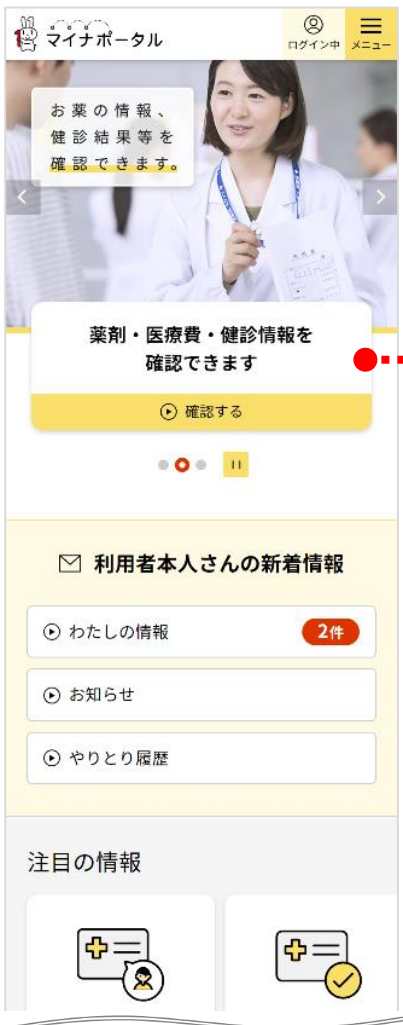 マイナポータル
ログイン中
メニュー
お薬の情報、
健診結果等を
確認できます。
薬剤・医療費・健診情報を
確認できます
確認する
利用者本人さんの新着情報
わたしの情報
2件
お知らせ
やりとり履歴
注目の情報